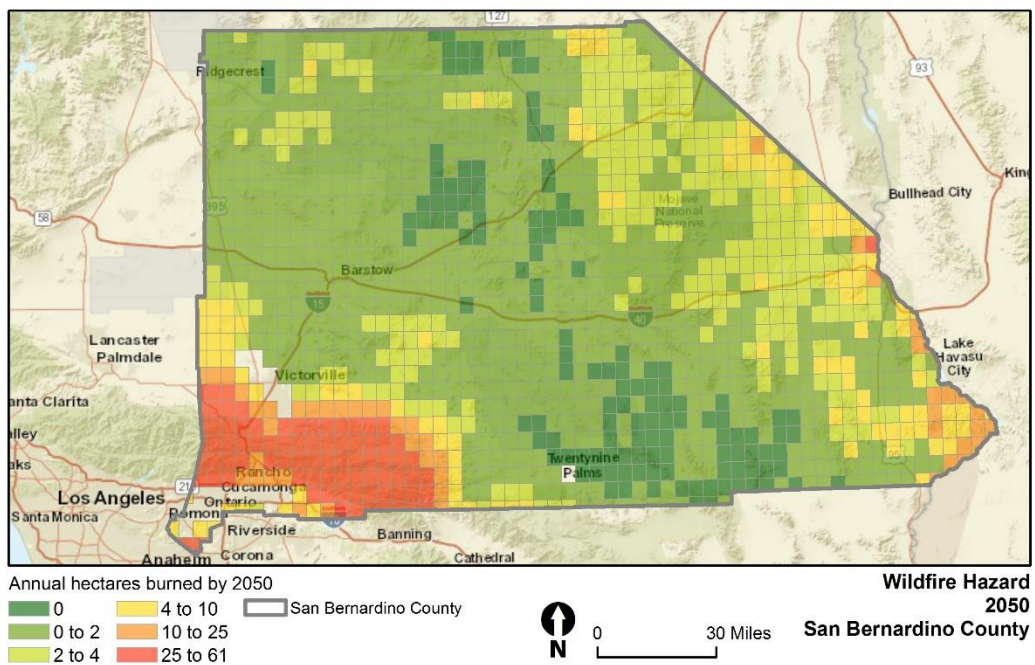 127
93
Ridgecrest
King
Bullhead City
Mojave
National
Preserve
395
58
Barstow
15
40
Lancaster
Palmdale
Lake
Havasu
City
Victorville
anta Clarita
lley
aks
Twentynine
Palms
95
Rancho
Cucamonga
Ontario
210
Los Angeles
Pomona
Santa Monica
Riverside
10
Banning
Anaheim
Corona
Cathedral
Annual hectares burned by 2050
0
0 to 2
2 to 4
4 to 10
10 to 25
25 to 61
San Bernardino County
N
0
30 Miles
Wildfire Hazard
2050
San Bernardino County